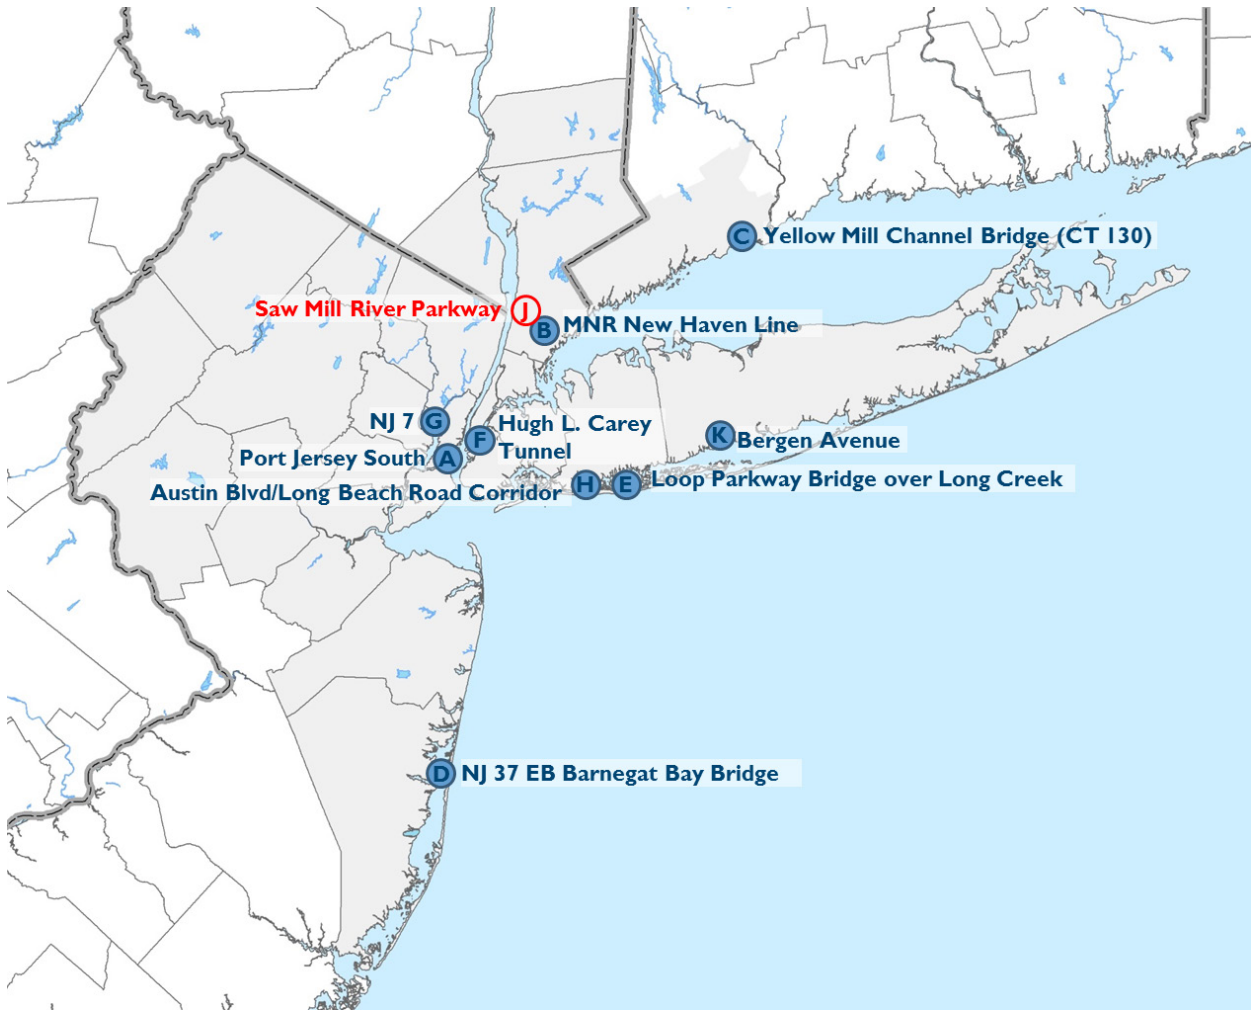 C Yellow Mill Channel Bridge (CT 130)
Saw Mill River Parkway J
B MNR New Haven Line
NJ 7 G
F Hugh L. Carey
Tunnel
K Bergen Avenue
Port Jersey South A
Austin Blvd/Long Beach Road Corridor H
E Loop Parkway Bridge over Long Creek
D NJ 37 EB Barnegat Bay Bridge